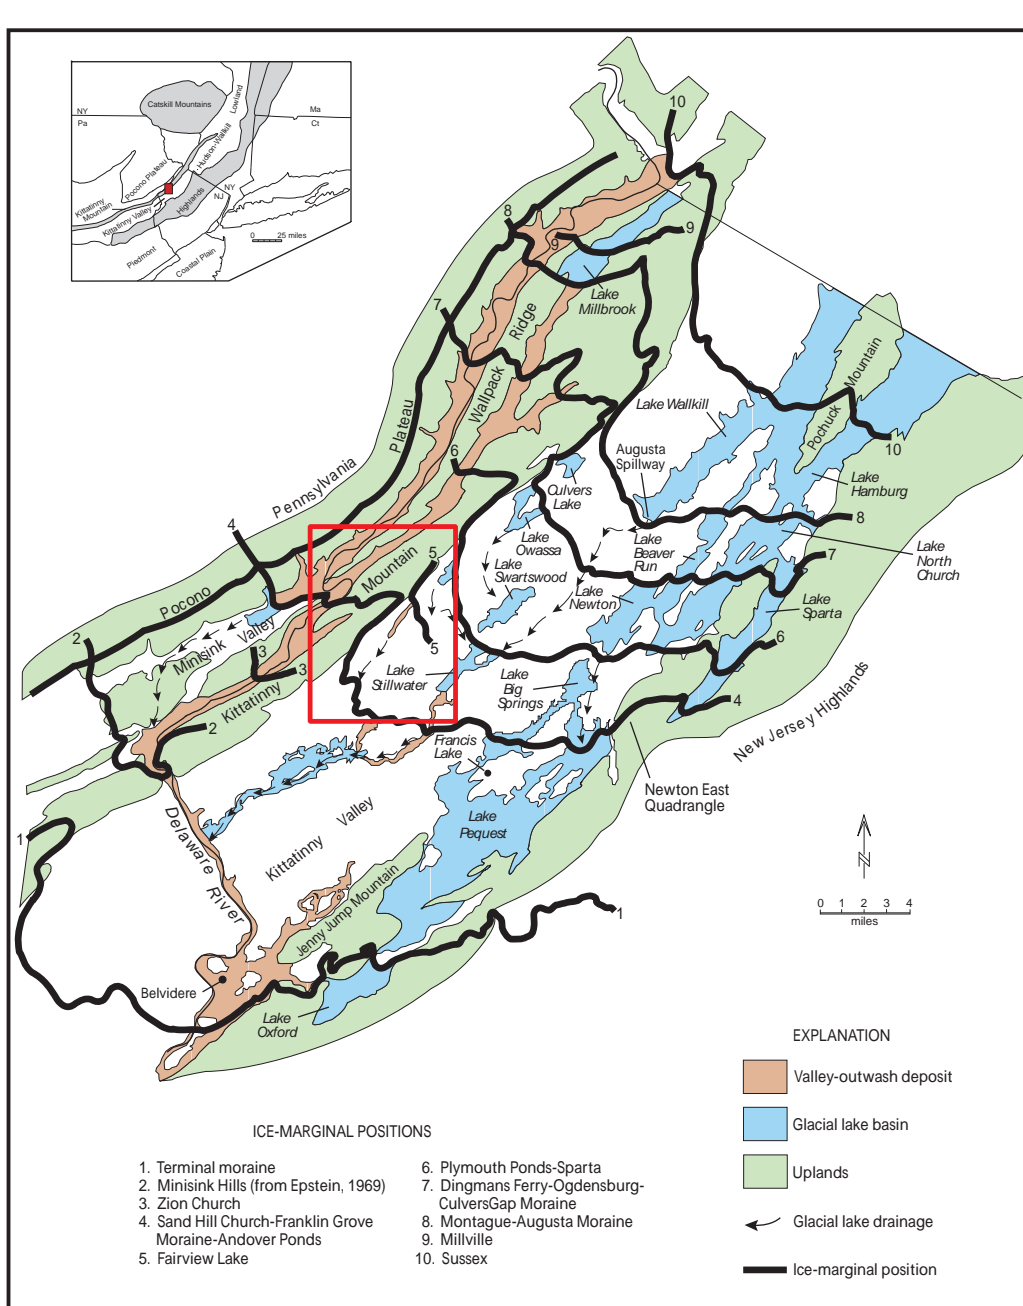 Catskill Mountains
Lowland
NY
Pa
Ma
Ct
Hudson-Wallkill
Pocono Plateau
NY
NJ
Highlands
Kittatinny
Mountain
Kittatinny Valley
0 25 miles
Piedmont
Coastal Plain
10
8
9
9
Lake
Millbrook
7
Ridge
Mountain
Pochuck
Wallpack
Lake Wallkill
Plateau
Augusta
Spillway
10
6
Pennsylvania
Culvers
Lake
Lake
Hamburg
4
8
Lake
Owassa
Lake
Beaver
Run
Lake
North
Church
Mountain
5
Lake
Swartswood
7
Pocono
Lake
Newton
Lake
Sparta
2
Minisink Valley
3
3
5
6
Lake
Stillwater
Lake
Big
Springs
Kittatinny
4
2
New Jersey Highlands
Francis
Lake
Newton East
Quadrangle
1
Delaware River
Kittatinny Valley
Lake
Pequest
N
0 1 2 3 4
miles
Jenny Jump Mountain
1
Belvidere
Lake
Oxford
EXPLANATION
Valley-outwash deposit
Glacial lake basin
Uplands
Glacial lake drainage
Ice-marginal position
ICE-MARGINAL POSITIONS
1. Terminal moraine
2. Minisink Hills (from Epstein, 1969)
3. Zion Church
4. Sand Hill Church-Franklin Grove
Moraine-Andover Ponds
5. Fairview Lake
6. Plymouth Ponds-Sparta
7. Dingmans Ferry-Ogdensburg-
CulversGap Moraine
8. Montague-Augusta Moraine
9. Millville
10. Sussex